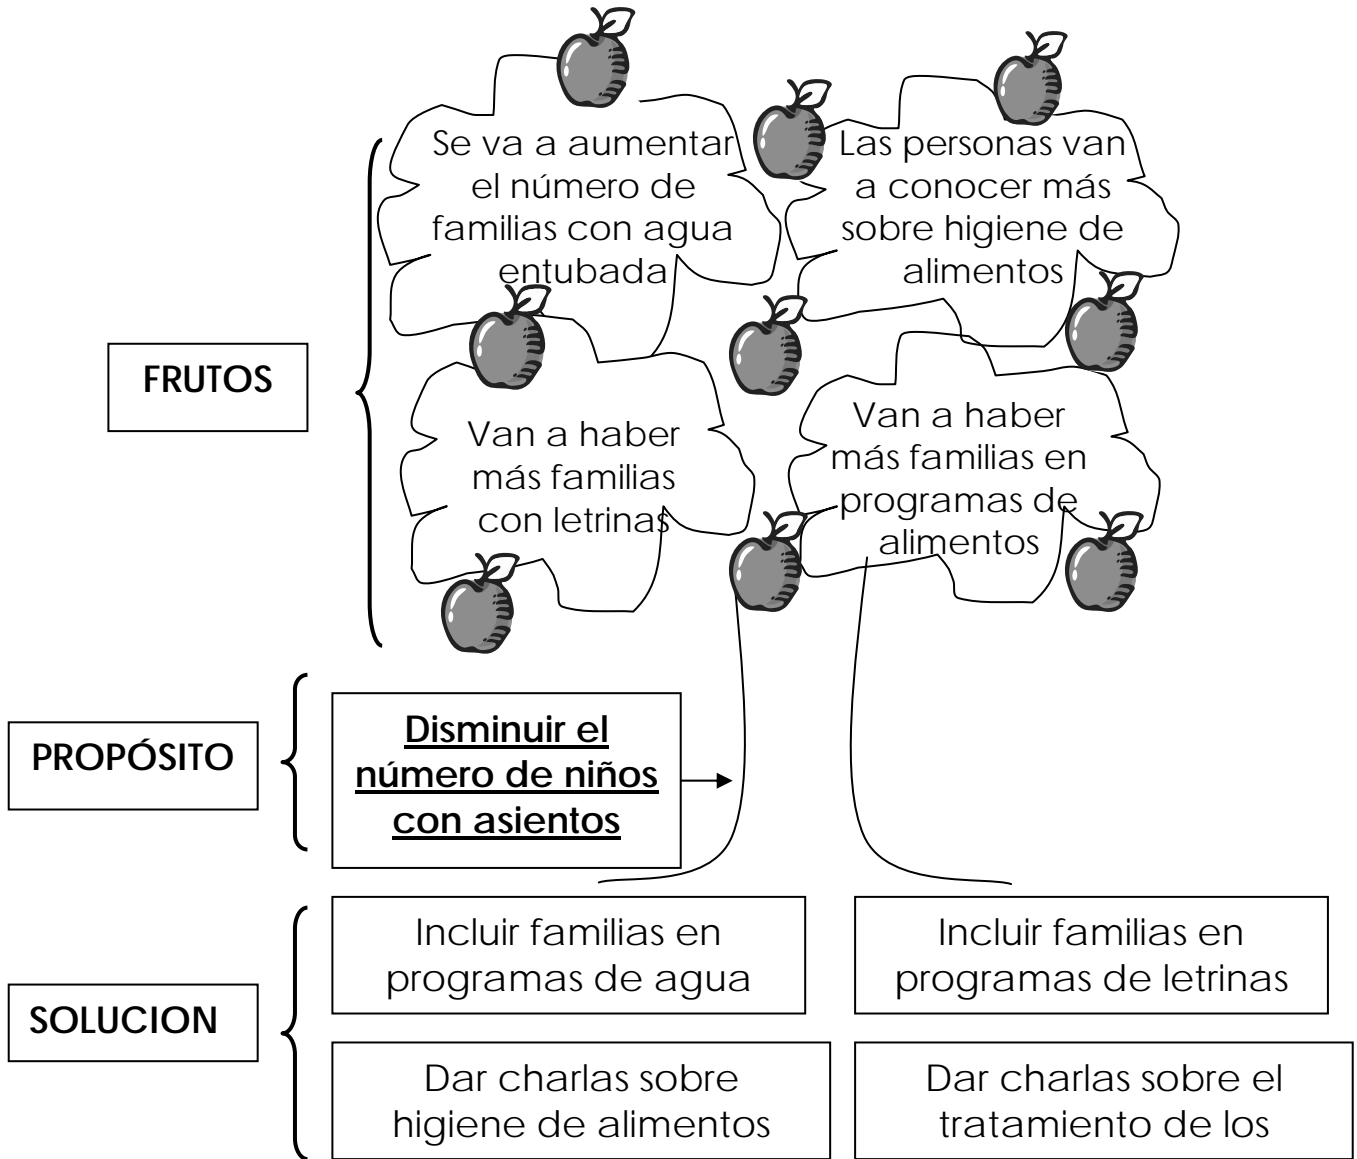 Se va a aumentar
el número de
familias con agua
entubada
Las personas van
a conocer más
sobre higiene de
alimentos
FRUTOS
Van a haber
más familias
con letrinas
Van a haber
más familias en
programas de
alimentos
PROPÓSITO
Disminuir el
número de niños
con asientos
SOLUCION
Incluir familias en
programas de agua
Incluir familias en
programas de letrinas
Dar charlas sobre
higiene de alimentos
Dar charlas sobre el
tratamiento de los